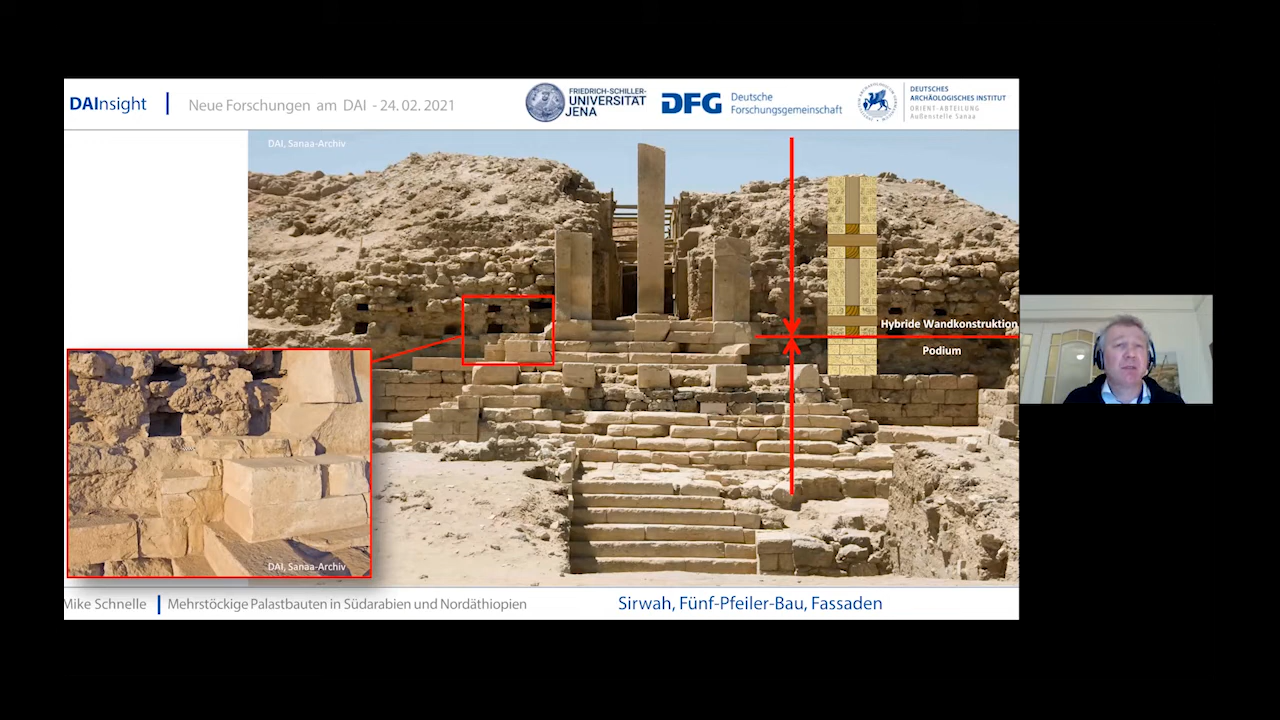 DAInsight
Neue Forschungen am DAI - 24.02.2021
FRIEDRICH-SCHILLER-
UNIVERSITÄT
JENA
DFG
Deutsche
Forschungsgemeinschaft
DEUTSCHES
ARCHÄOLOGISCHES INSTITUT
ORIENT-ABTEILUNG
Außenstelle Sanaa
DAI, Sanaa-Archiv
Hybride Wandkonstruktion
Podium
DAI, Sanaa-Archiv
Mike Schnelle
Mehrstöckige Palastbauten in Südarabien und Nordäthiopien
Sirwah, Fünf-Pfeiler-Bau, Fassaden